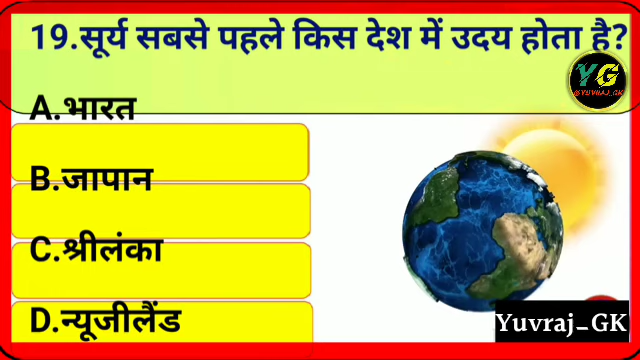 19.सूर्य सबसे पहले किस देश में उदय होता है?
YG
@YUVRAJ_GK
A.भारत
B.जापान
C.श्रीलंका
D.न्यूजीलैंड
Yuvraj_GK